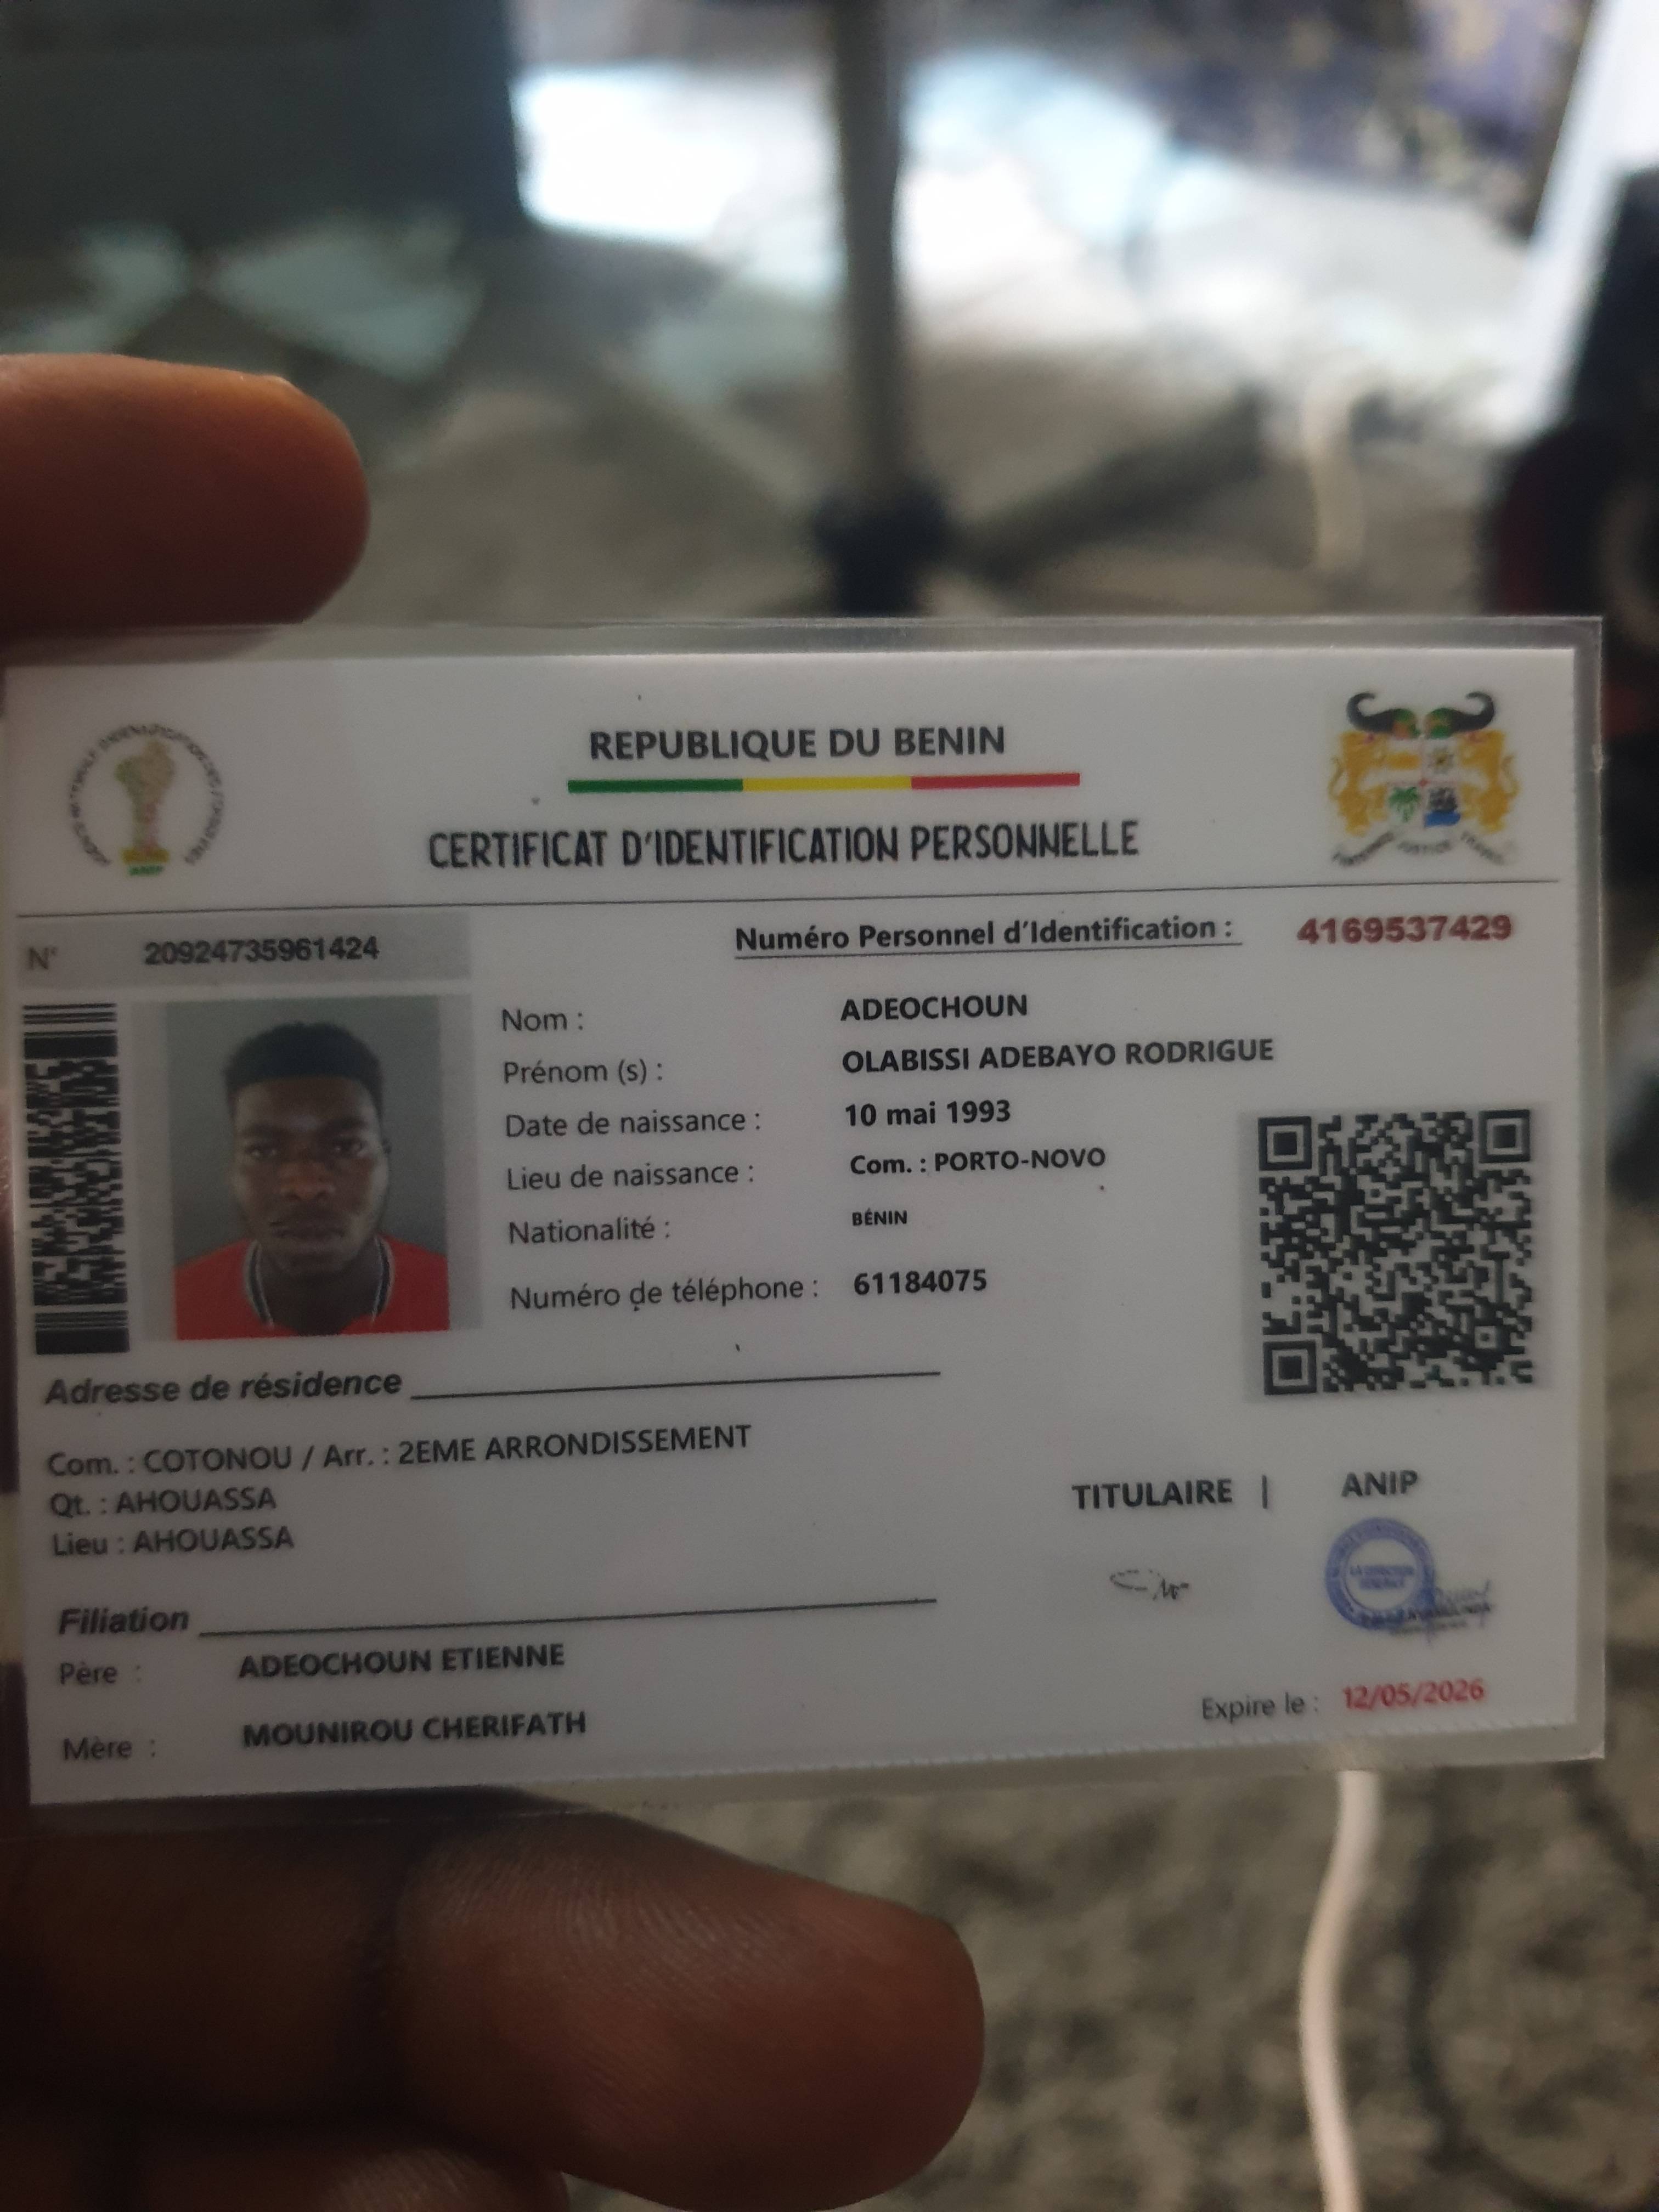 REPUBLIQUE DU BENIN
CERTIFICAT D'IDENTIFICATION PERSONNELLE
ANIP
N° 20924735961424
Numéro Personnel d'Identification : 4169537429
Nom : ADEOCHOUN
Prénom (s) : OLABISSI ADEBAYO RODRIGUE
Date de naissance : 10 mai 1993
Lieu de naissance : Com. : PORTO-NOVO
Nationalité : BÉNIN
Numéro de téléphone : 61184075
Adresse de résidence
Com. : COTONOU / Arr. : 2EME ARRONDISSEMENT
Qt. : AHOUASSA
Lieu : AHOUASSA
TITULAIRE | ANIP
Filiation
Père : ADEOCHOUN ETIENNE
Mère : MOUNIROU CHERIFATH
Expire le : 12/05/2026